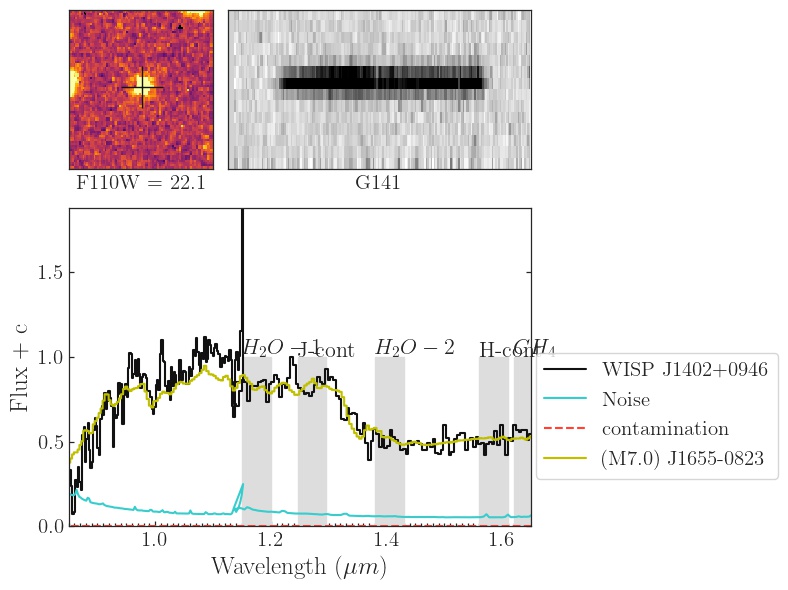 F110W = 22.1
G141
1.5
1.0
0.5
0.0
H2O − 1
J-cont
H2O − 2
H-cont
CH4
1.0
1.2
1.4
1.6
Flux + c
Wavelength (μm)
WISP J1402+0946
Noise
contamination
(M7.0) J1655-0823